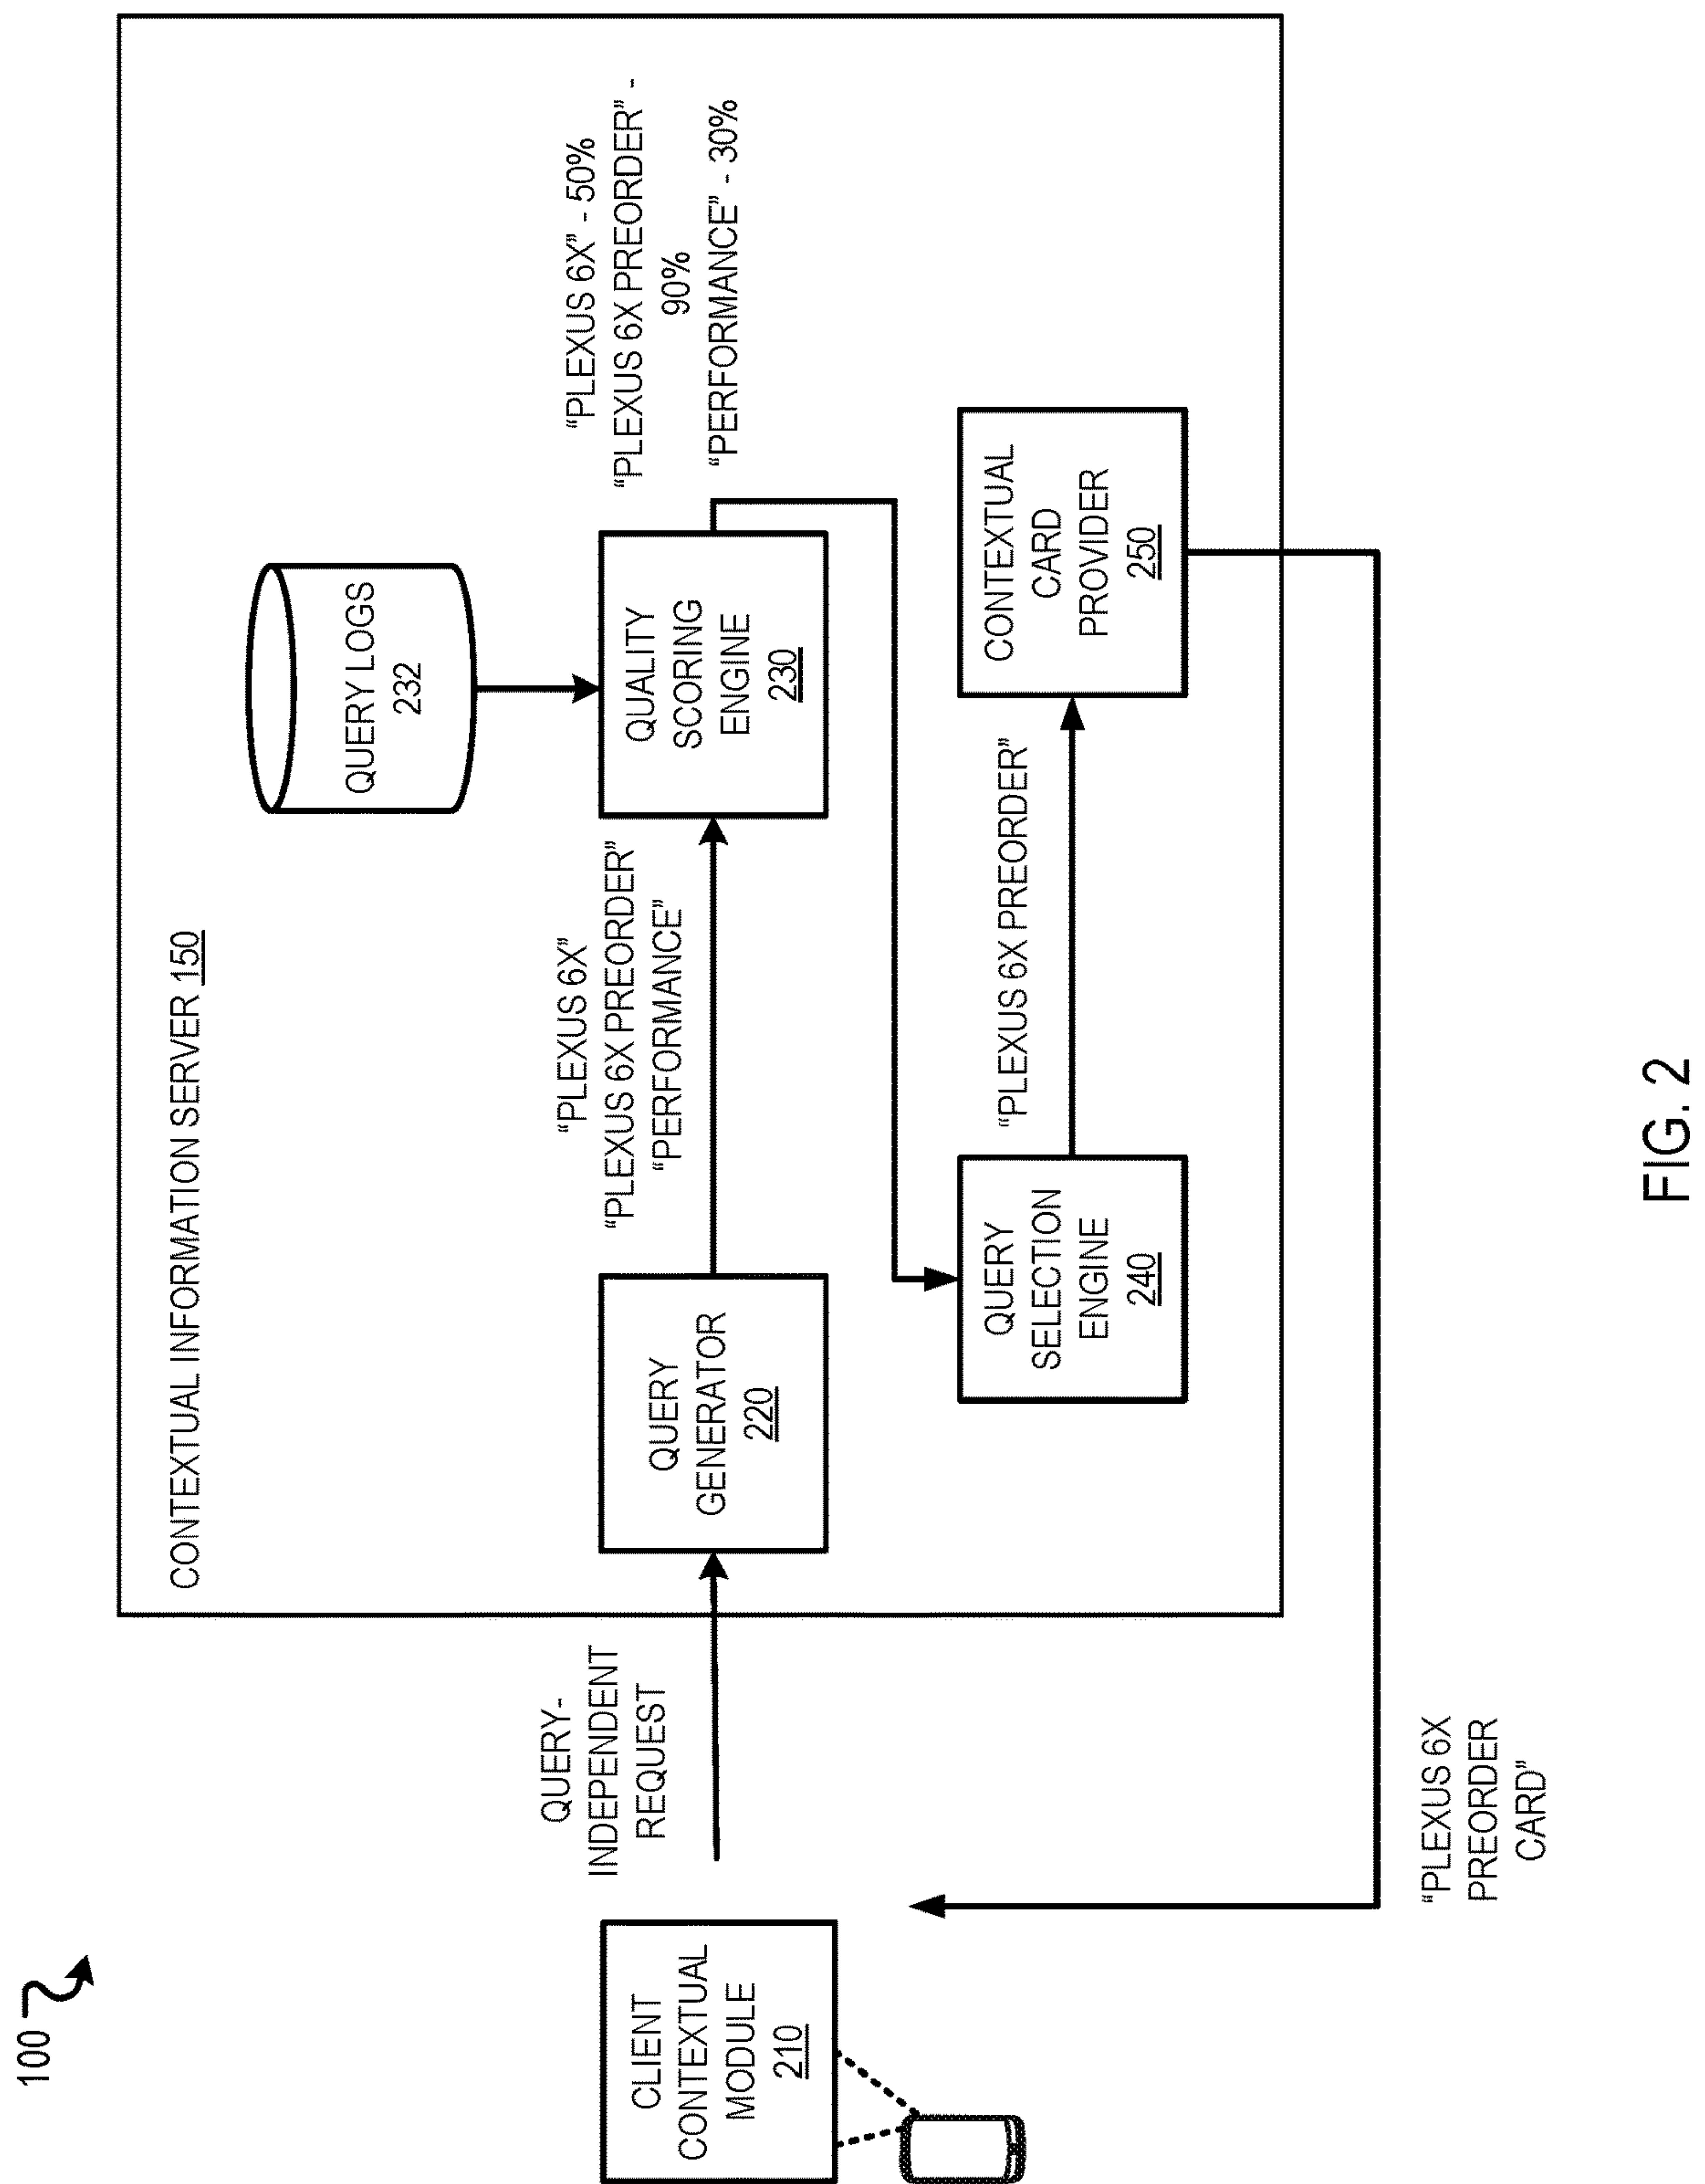 100
CONTEXTUAL INFORMATION SERVER 150
QUERY LOGS
232
CLIENT
CONTEXTUAL
MODULE
210
QUERY-
INDEPENDENT
REQUEST
QUERY
GENERATOR
220
“PLEXUS 6X”
“PLEXUS 6X PREORDER”
“PERFORMANCE”
QUALITY
SCORING
ENGINE
230
“PLEXUS 6X” - 50%
“PLEXUS 6X PREORDER” -
90%
“PERFORMANCE” - 30%
QUERY
SELECTION
ENGINE
240
“PLEXUS 6X PREORDER”
CONTEXTUAL
CARD
PROVIDER
250
“PLEXUS 6X
PREORDER
CARD”
FIG. 2